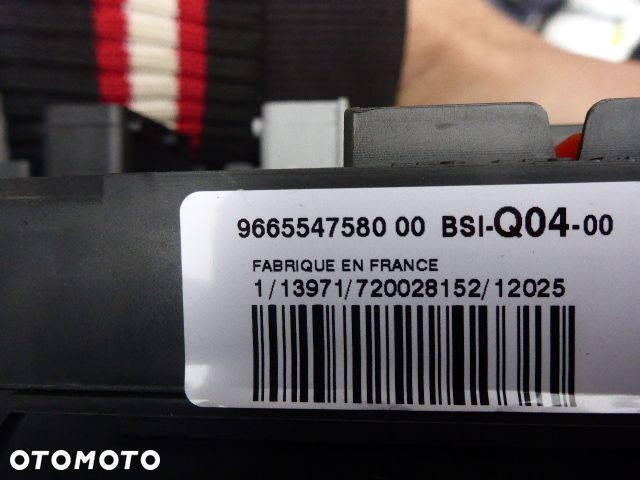 9665547580 00 BSI-Q04-00
FABRIQUE EN FRANCE
1/13971/720028152/12025
OTOMOTO